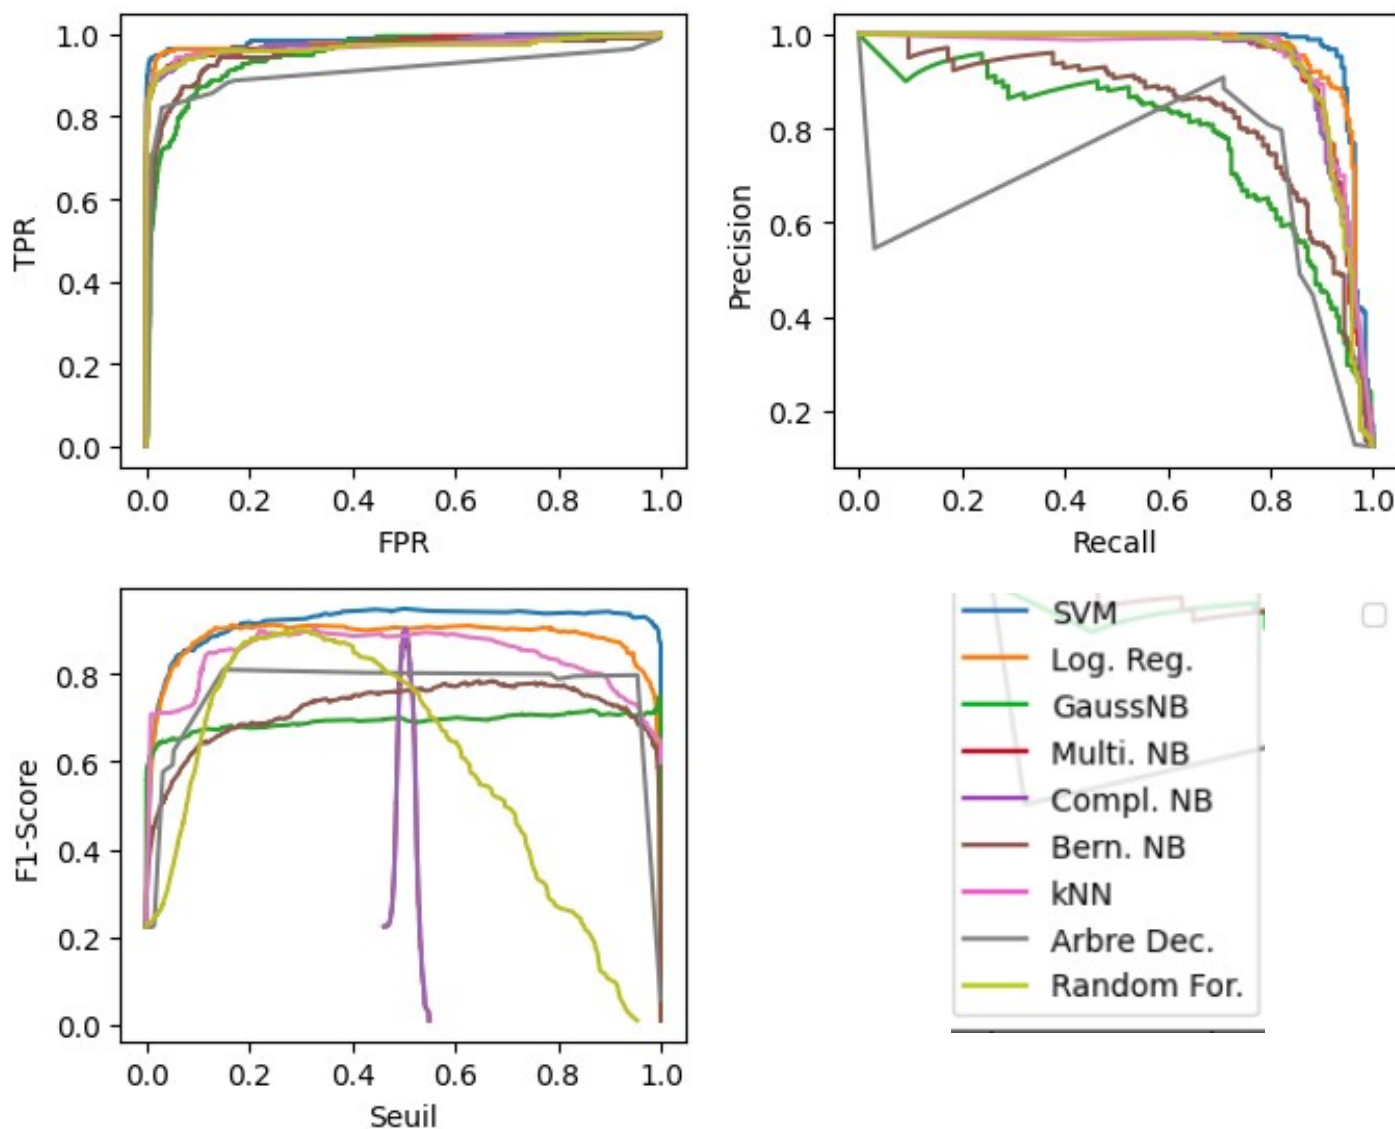 1.0
0.8
0.6
0.4
0.2
0.0
TPR
0.0 0.2 0.4 0.6 0.8 1.0
FPR
1.0
0.8
0.6
0.4
0.2
Precision
0.0 0.2 0.4 0.6 0.8 1.0
Recall
0.8
0.6
0.4
0.2
0.0
F1-Score
0.0 0.2 0.4 0.6 0.8 1.0
Seuil
SVM
Log. Reg.
GaussNB
Multi. NB
Compl. NB
Bern. NB
kNN
Arbre Dec.
Random For.